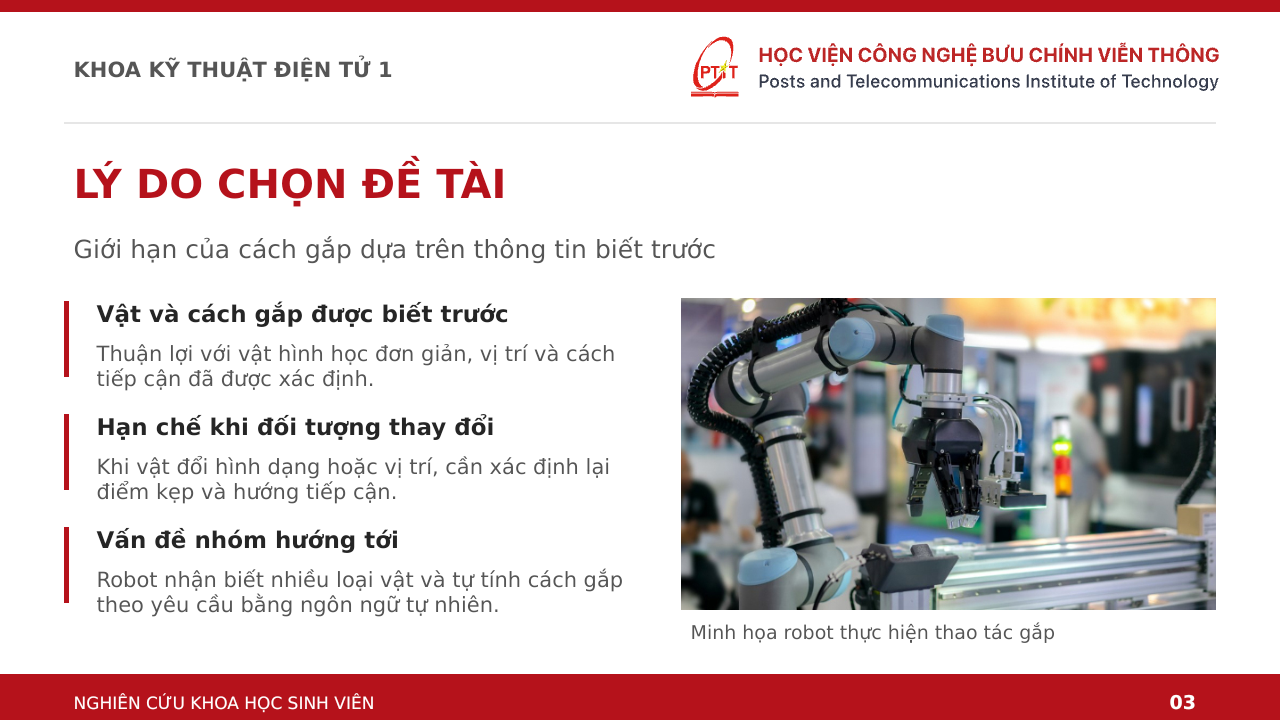 KHOA KỸ THUẬT ĐIỆN TỬ 1
PTIT
HỌC VIỆN CÔNG NGHỆ BƯU CHÍNH VIỄN THÔNG
Posts and Telecommunications Institute of Technology
LÝ DO CHỌN ĐỀ TÀI
Giới hạn của cách gắp dựa trên thông tin biết trước
Vật và cách gắp được biết trước
Thuận lợi với vật hình học đơn giản, vị trí và cách
tiếp cận đã được xác định.
Hạn chế khi đối tượng thay đổi
Khi vật đổi hình dạng hoặc vị trí, cần xác định lại
điểm kẹp và hướng tiếp cận.
Vấn đề nhóm hướng tới
Robot nhận biết nhiều loại vật và tự tính cách gắp
theo yêu cầu bằng ngôn ngữ tự nhiên.
Minh họa robot thực hiện thao tác gắp
NGHIÊN CỨU KHOA HỌC SINH VIÊN
03